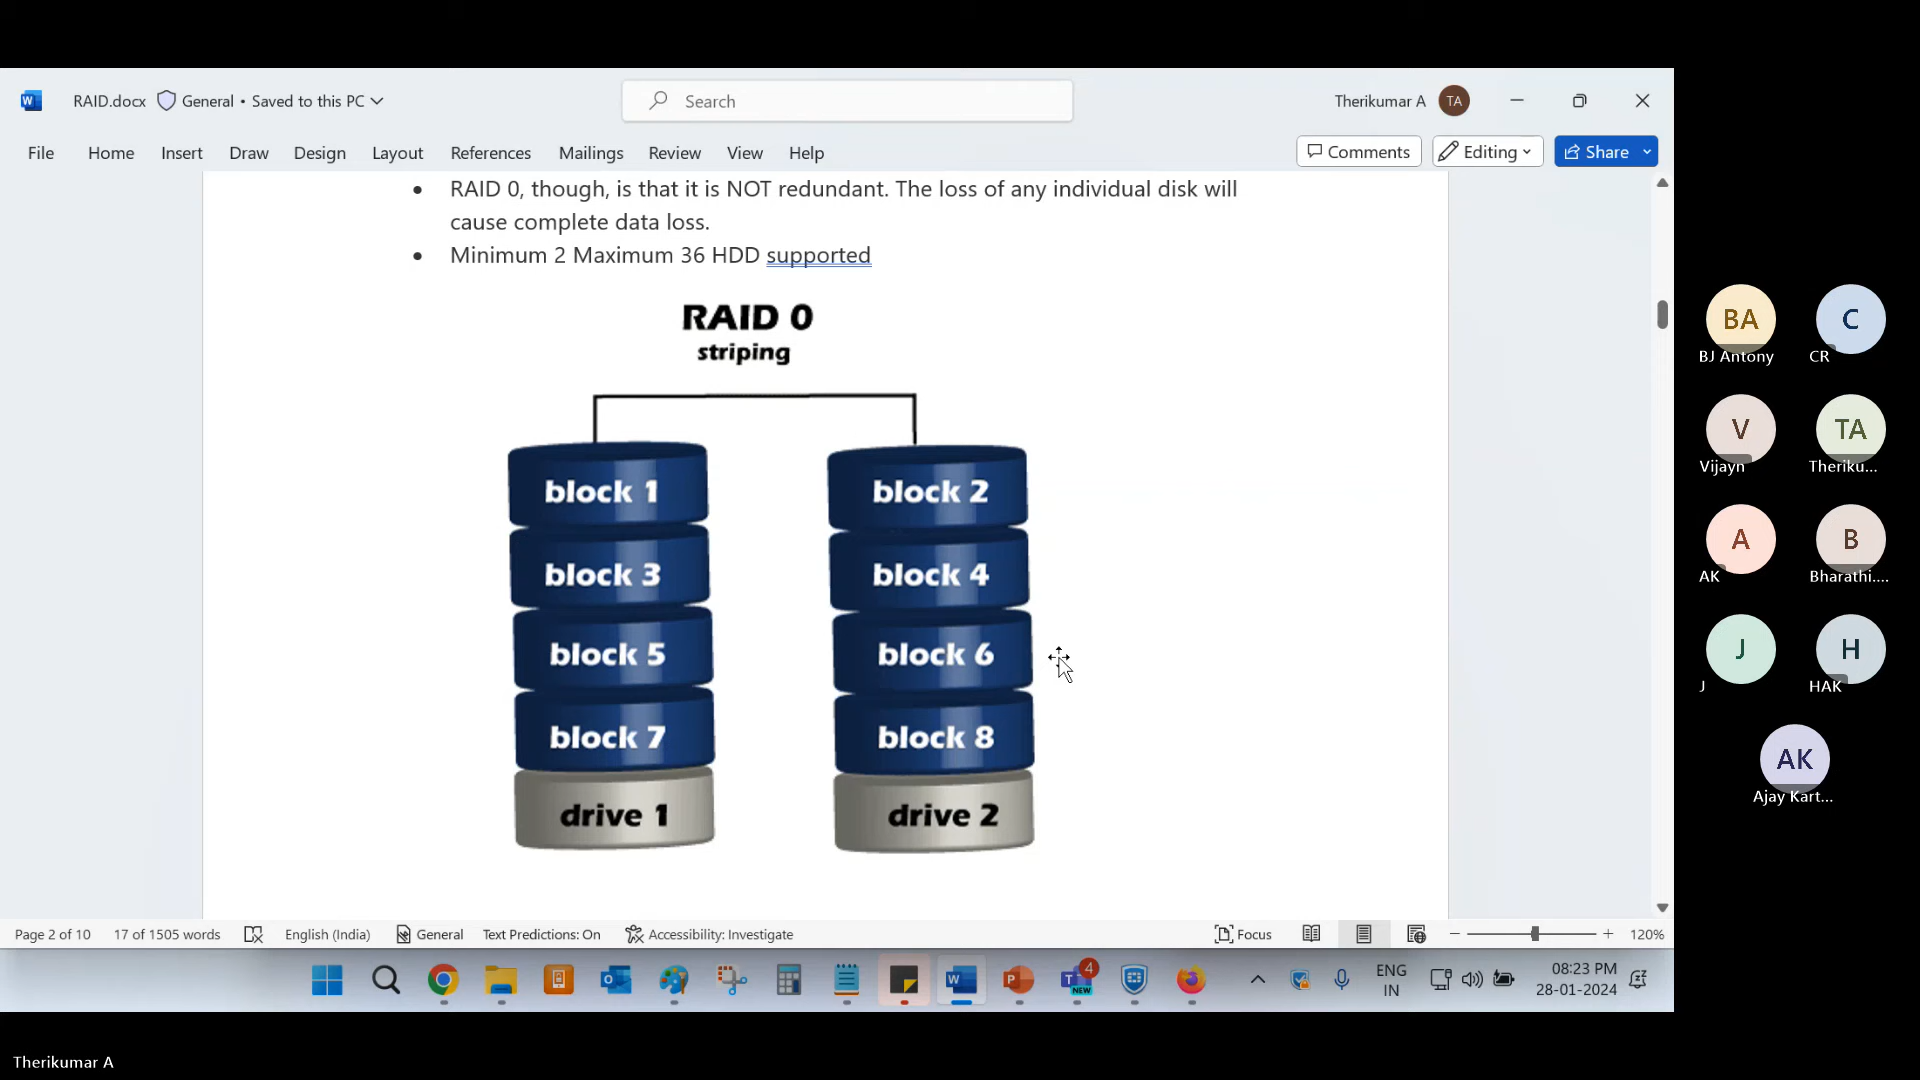 RAID.docx General • Saved to this PC
Search
Therikumar A TA
File Home Insert Draw Design Layout References Mailings Review View Help
Comments Editing Share
• RAID 0, though, is that it is NOT redundant. The loss of any individual disk will
cause complete data loss.
• Minimum 2 Maximum 36 HDD supported
RAID 0
striping
block 1 block 2
block 3 block 4
block 5 block 6
block 7 block 8
drive 1 drive 2
BA C
BJ Antony CR
V TA
Vijayn Theriku...
A B
AK Bharathi....
J H
J HAK
AK
Ajay Kart...
Page 2 of 10 17 of 1505 words English (India) General Text Predictions: On Accessibility: Investigate Focus 120%
4
NEW
ENG
IN
08:23 PM
28-01-2024
Therikumar A